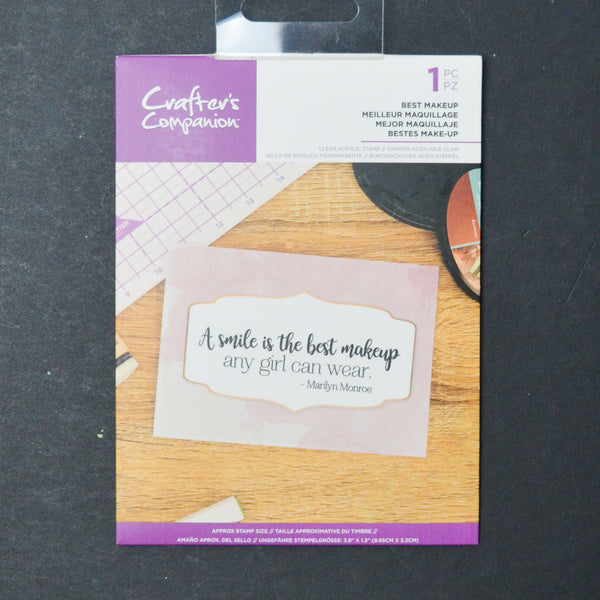 Crafter's
Companion
1 PC
PZ
BEST MAKEUP
MEILLEUR MAQUILLAGE
MEJOR MAQUILLAJE
BESTES MAKE-UP
CLEAR ACRYLIC STAMP // TAMPON ACRYLIQUE CLAIR
SELLO DE ACRÍLICO TRANSPARENTE // DURCHSICHTIGER ACRYLSTEMPEL
A smile is the best makeup
any girl can wear.
- Marilyn Monroe
APPROX STAMP SIZE // TAILLE APPROXIMATIVE DU TIMBRE //
AMAÑO APROX. DEL SELLO // UNGEFÄHRE STEMPELGRÖSSE: 3.8" X 1.3" (9.65CM X 3.3CM)